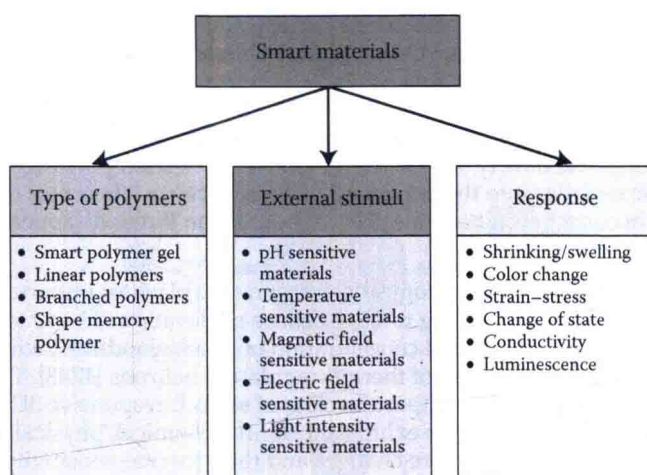 Smart materials
Type of polymers
• Smart polymer gel
• Linear polymers
• Branched polymers
• Shape memory
polymer
External stimuli
• pH sensitive
materials
• Temperature
sensitive materials
• Magnetic field
sensitive materials
• Electric field
sensitive materials
• Light intensity
sensitive materials
Response
• Shrinking/swelling
• Color change
• Strain–stress
• Change of state
• Conductivity
• Luminescence